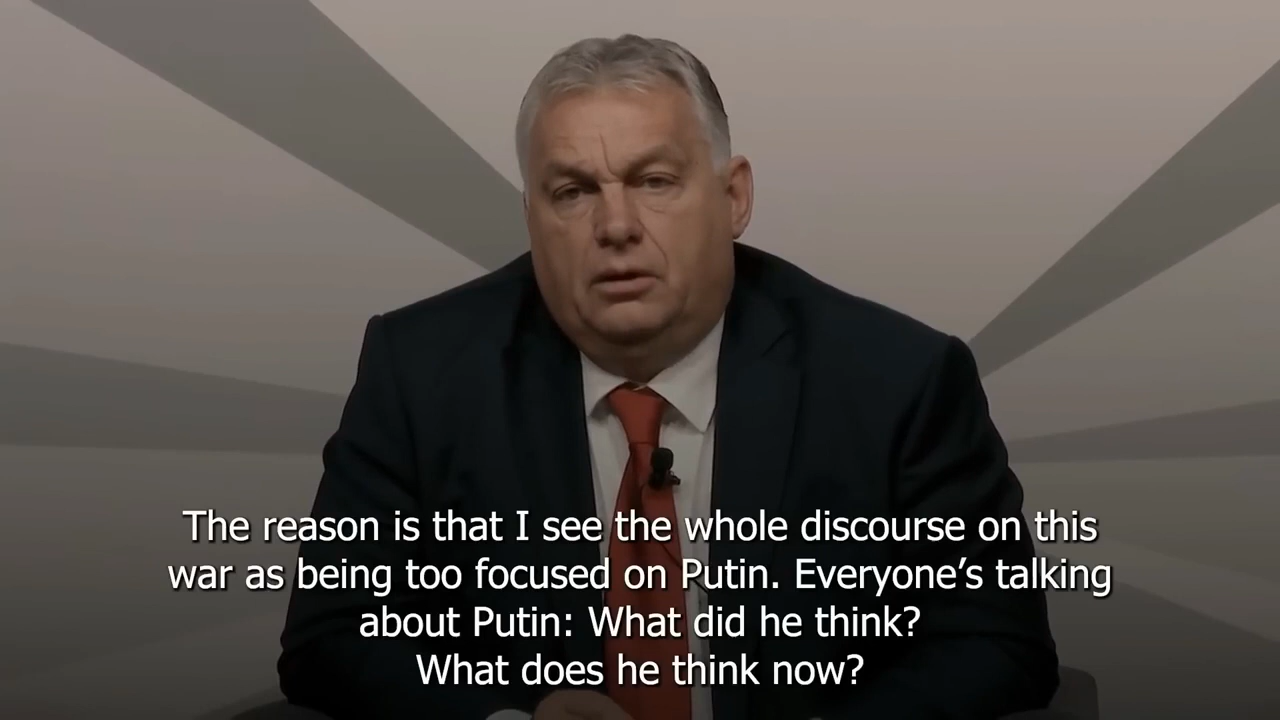 The reason is that I see the whole discourse on this
war as being too focused on Putin. Everyone’s talking
about Putin: What did he think?
What does he think now?